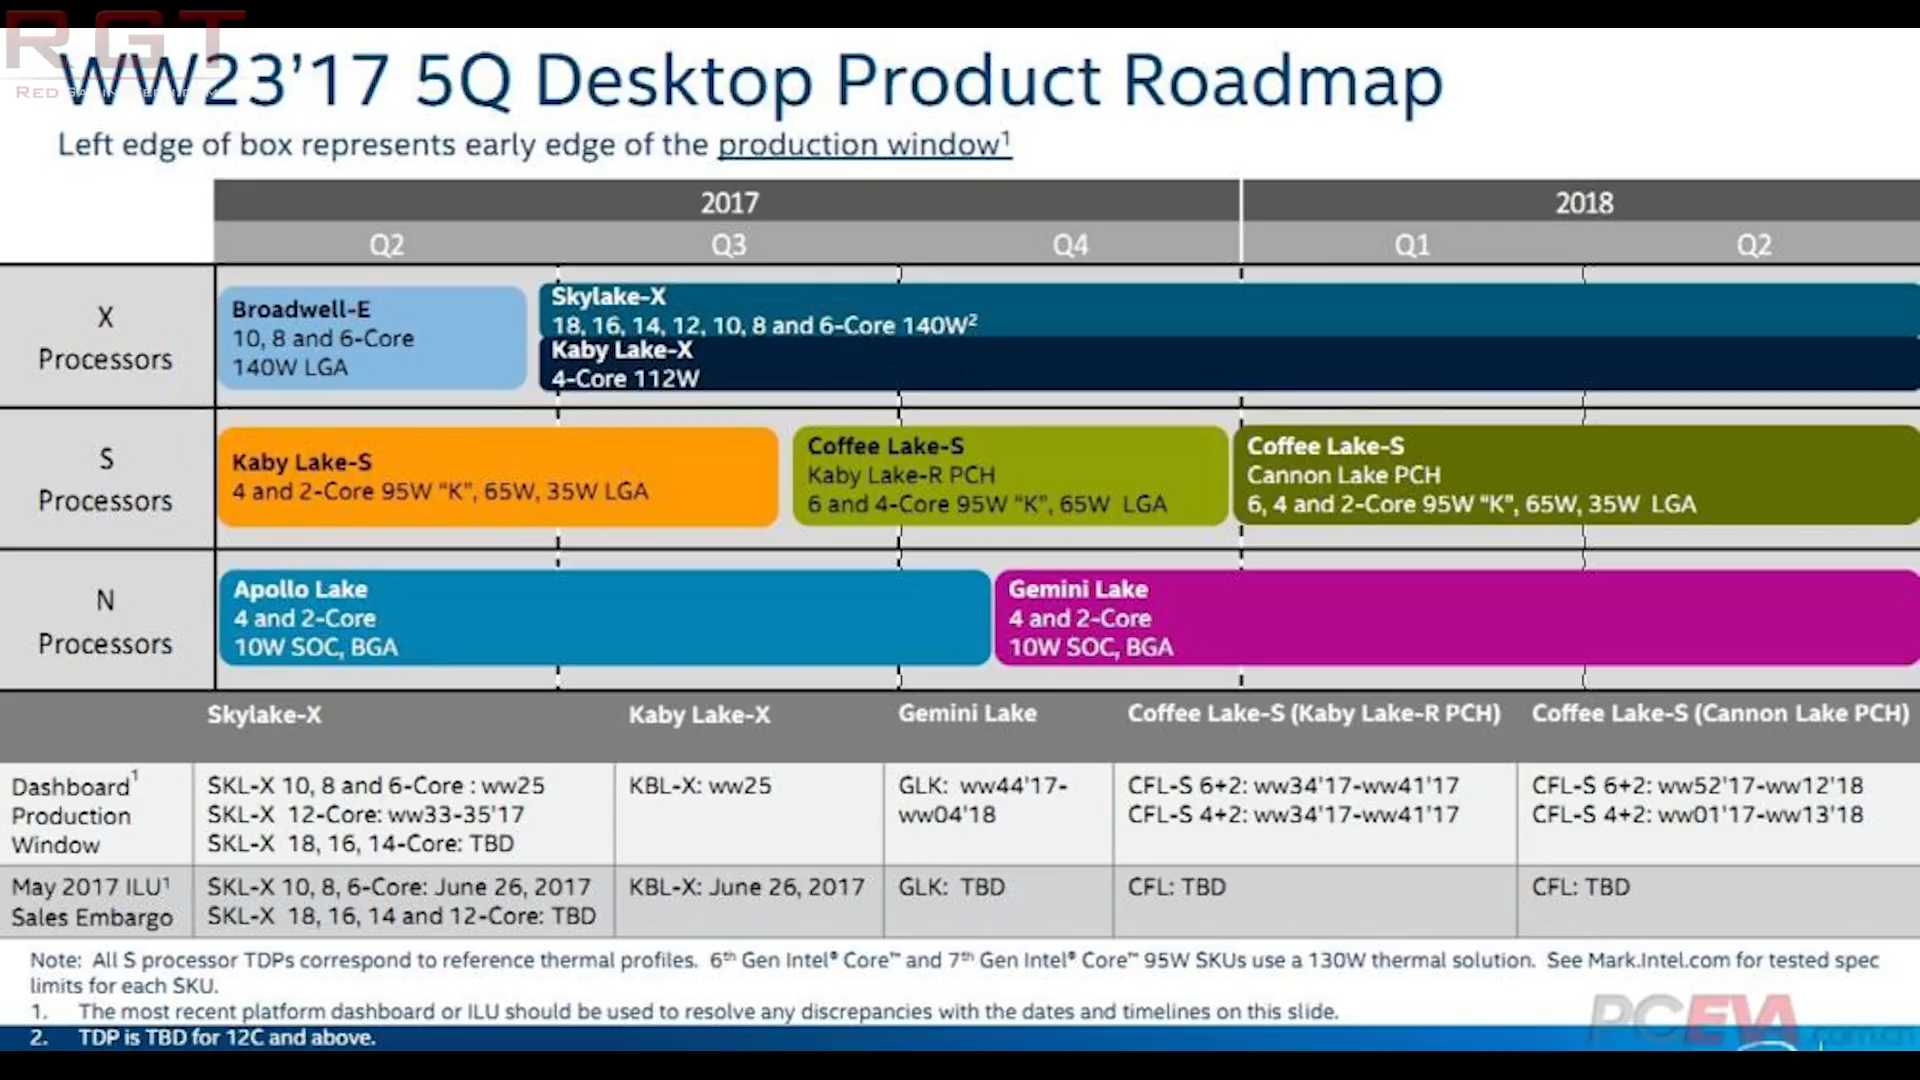 RGT
WW23’17 5Q Desktop Product Roadmap
Left edge of box represents early edge of the production window¹
2017
2018
Q2
Q3
Q4
Q1
Q2
X
Processors
Broadwell-E
10, 8 and 6-Core
140W LGA
Skylake-X
18, 16, 14, 12, 10, 8 and 6-Core 140W²
Kaby Lake-X
4-Core 112W
S
Processors
Kaby Lake-S
4 and 2-Core 95W “K”, 65W, 35W LGA
Coffee Lake-S
Kaby Lake-R PCH
6 and 4-Core 95W “K”, 65W LGA
Coffee Lake-S
Cannon Lake PCH
6, 4 and 2-Core 95W “K”, 65W, 35W LGA
N
Processors
Apollo Lake
4 and 2-Core
10W SOC, BGA
Gemini Lake
4 and 2-Core
10W SOC, BGA
Skylake-X
Kaby Lake-X
Gemini Lake
Coffee Lake-S (Kaby Lake-R PCH)
Coffee Lake-S (Cannon Lake PCH)
Dashboard¹
Production
Window
SKL-X 10, 8 and 6-Core : ww25
SKL-X 12-Core: ww33-35'17
SKL-X 18, 16, 14-Core: TBD
KBL-X: ww25
GLK: ww44'17-
ww04'18
CFL-S 6+2: ww34'17-ww41'17
CFL-S 4+2: ww34'17-ww41'17
CFL-S 6+2: ww52'17-ww12'18
CFL-S 4+2: ww01'17-ww13'18
May 2017 ILU¹
Sales Embargo
SKL-X 10, 8, 6-Core: June 26, 2017
SKL-X 18, 16, 14 and 12-Core: TBD
KBL-X: June 26, 2017
GLK: TBD
CFL: TBD
CFL: TBD
Note: All S processor TDPs correspond to reference thermal profiles. 6th Gen Intel® Core™ and 7th Gen Intel® Core™ 95W SKUs use a 130W thermal solution. See Mark.Intel.com for tested spec
limits for each SKU.
1. The most recent platform dashboard or ILU should be used to resolve any discrepancies with the dates and timelines on this slide.
2. TDP is TBD for 12C and above.
PCEVA
.com.cn